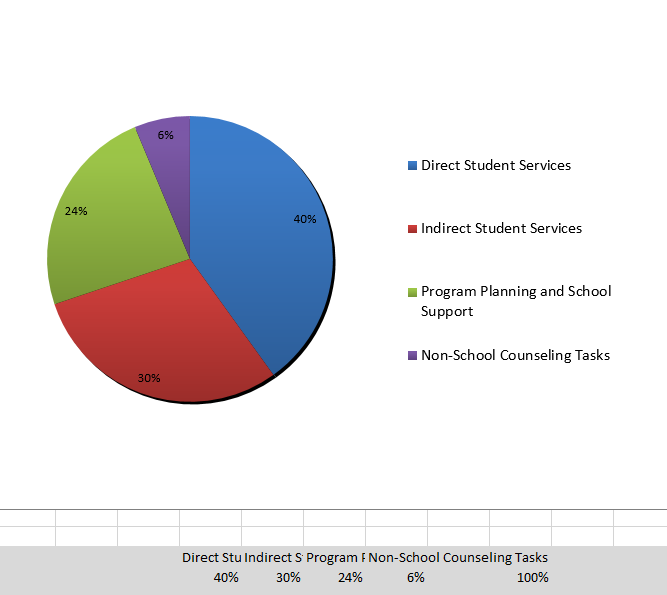 6%
24%
40%
30%
Direct Student Services
Indirect Student Services
Program Planning and School
Support
Non-School Counseling Tasks
Direct Stu Indirect S Program F Non-School Counseling Tasks
40% 30% 24% 6% 100%